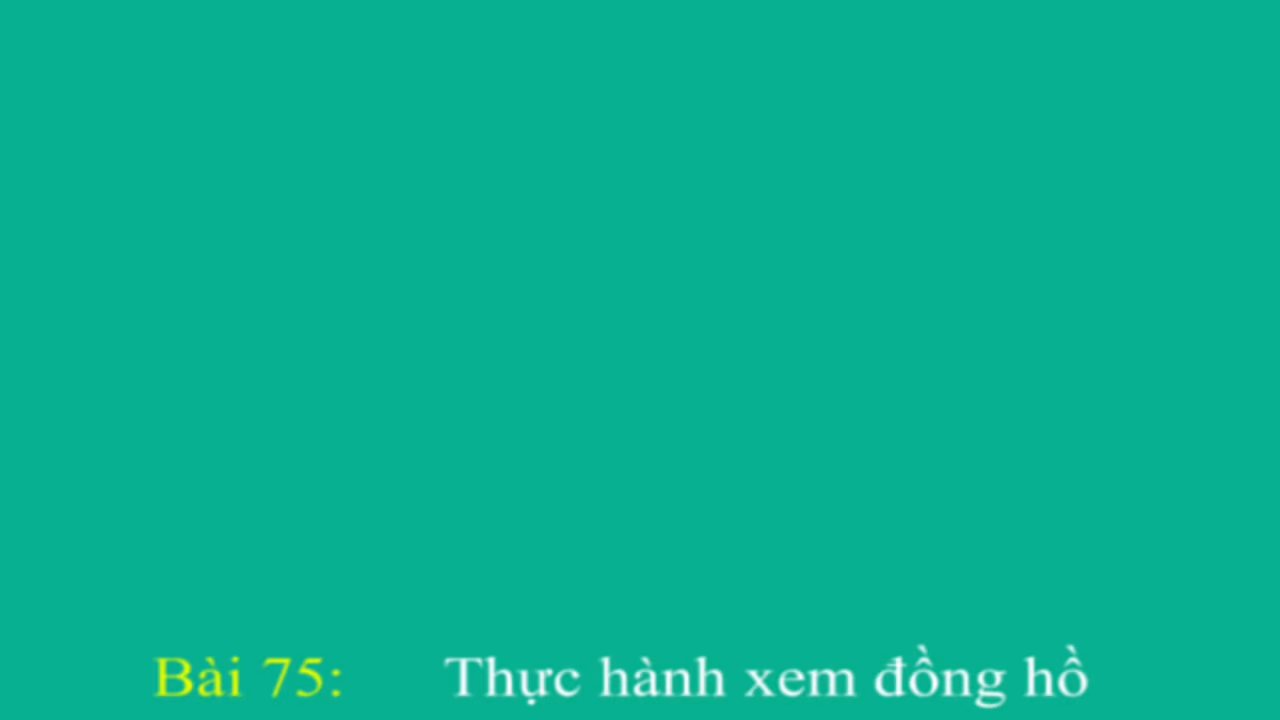 Bài 75: Thực hành xem đồng hồ